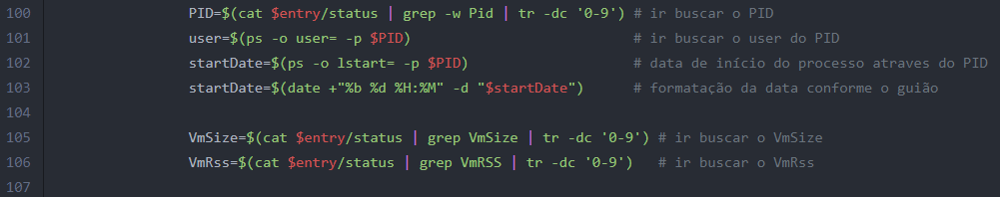 100 PID=$(cat $entry/status | grep -w Pid | tr -dc '0-9') # ir buscar o PID
101 user=$(ps -o user= -p $PID) # ir buscar o user do PID
102 startDate=$(ps -o lstart= -p $PID) # data de início do processo atraves do PID
103 startDate=$(date +"%b %d %H:%M" -d "$startDate") # formatação da data conforme o guião
104
105 VmSize=$(cat $entry/status | grep VmSize | tr -dc '0-9') # ir buscar o VmSize
106 VmRss=$(cat $entry/status | grep VmRSS | tr -dc '0-9') # ir buscar o VmRss
107